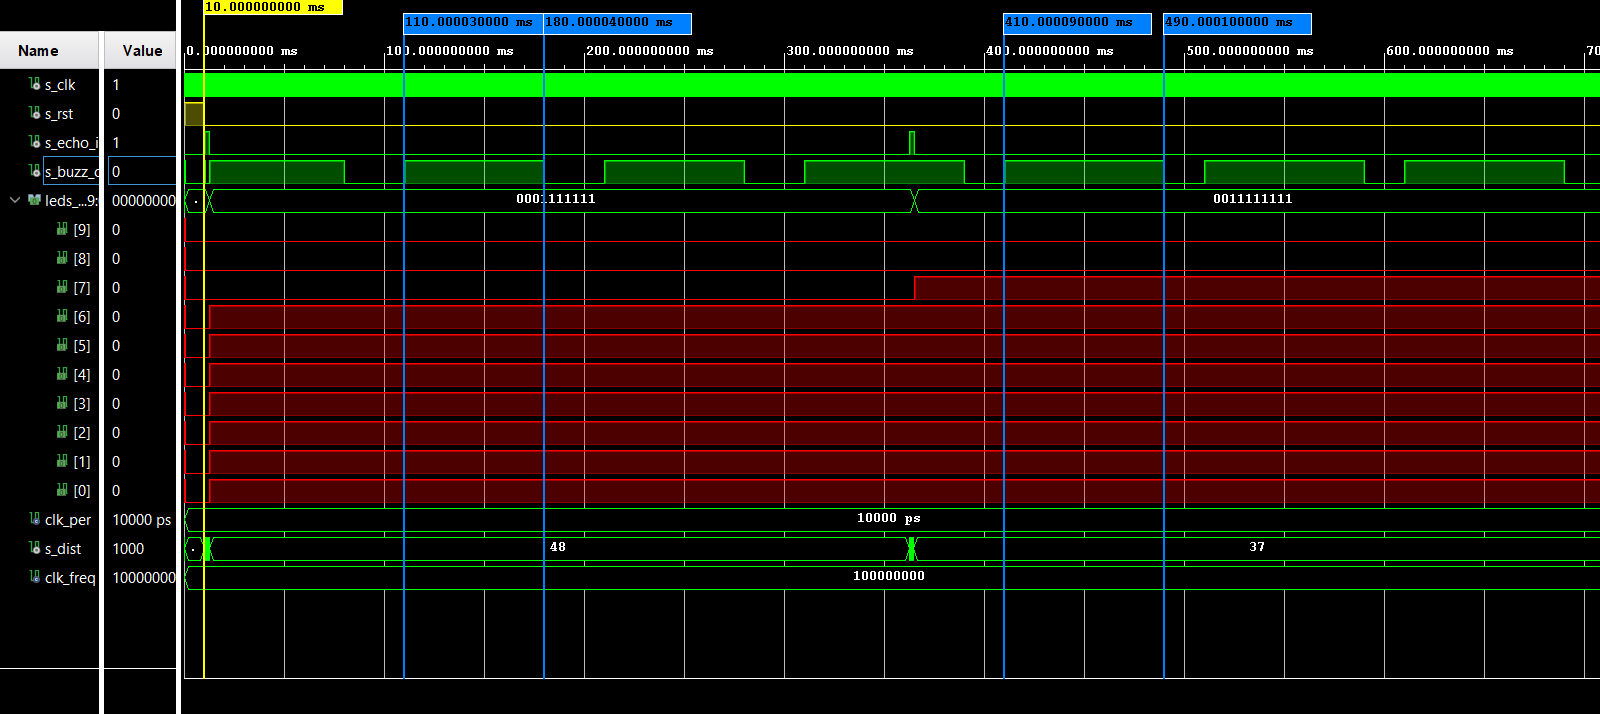 10.000000000 ms
110.000030000 ms 180.000040000 ms 410.000090000 ms 490.000100000 ms
Name Value 0.000000000 ms 100.000000000 ms 200.000000000 ms 300.000000000 ms 400.000000000 ms 500.000000000 ms 600.000000000 ms 70
s_clk 1
s_rst 0
s_echo_i 1
s_buzz_o 0
leds_...9: 00000000 . 0001111111 0011111111
[9] 0
[8] 0
[7] 0
[6] 0
[5] 0
[4] 0
[3] 0
[2] 0
[1] 0
[0] 0
clk_per 10000 ps 10000 ps
s_dist 1000 . 48 37
clk_freq 10000000 100000000